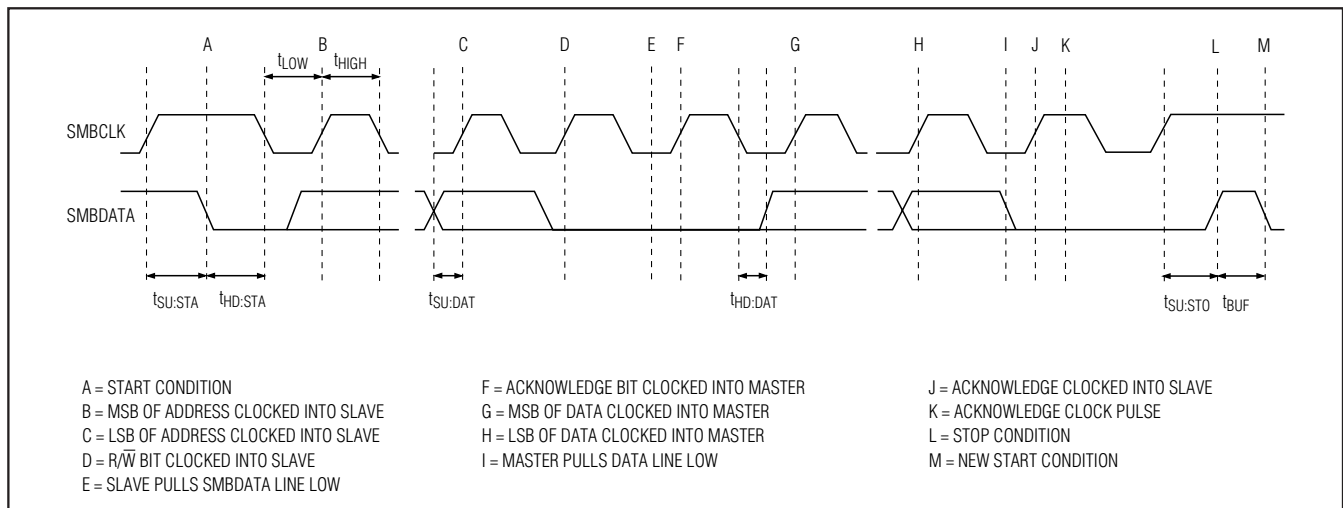 A B C D E F G H I J K L M
tLOW tHIGH
SMBCLK
SMBDATA
tSU:STA tHD:STA tSU:DAT tHD:DAT tSU:STO tBUF
A = START CONDITION
B = MSB OF ADDRESS CLOCKED INTO SLAVE
C = LSB OF ADDRESS CLOCKED INTO SLAVE
D = R/W̅ BIT CLOCKED INTO SLAVE
E = SLAVE PULLS SMBDATA LINE LOW
F = ACKNOWLEDGE BIT CLOCKED INTO MASTER
G = MSB OF DATA CLOCKED INTO MASTER
H = LSB OF DATA CLOCKED INTO MASTER
I = MASTER PULLS DATA LINE LOW
J = ACKNOWLEDGE CLOCKED INTO SLAVE
K = ACKNOWLEDGE CLOCK PULSE
L = STOP CONDITION
M = NEW START CONDITION